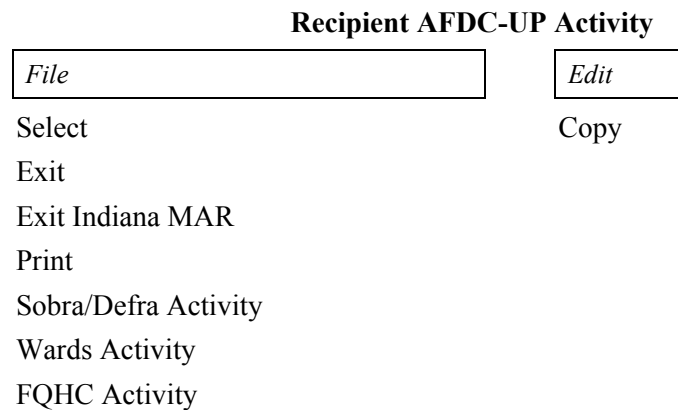 Recipient AFDC-UP Activity
File Edit
Select Copy
Exit
Exit Indiana MAR
Print
Sobra/Defra Activity
Wards Activity
FQHC Activity